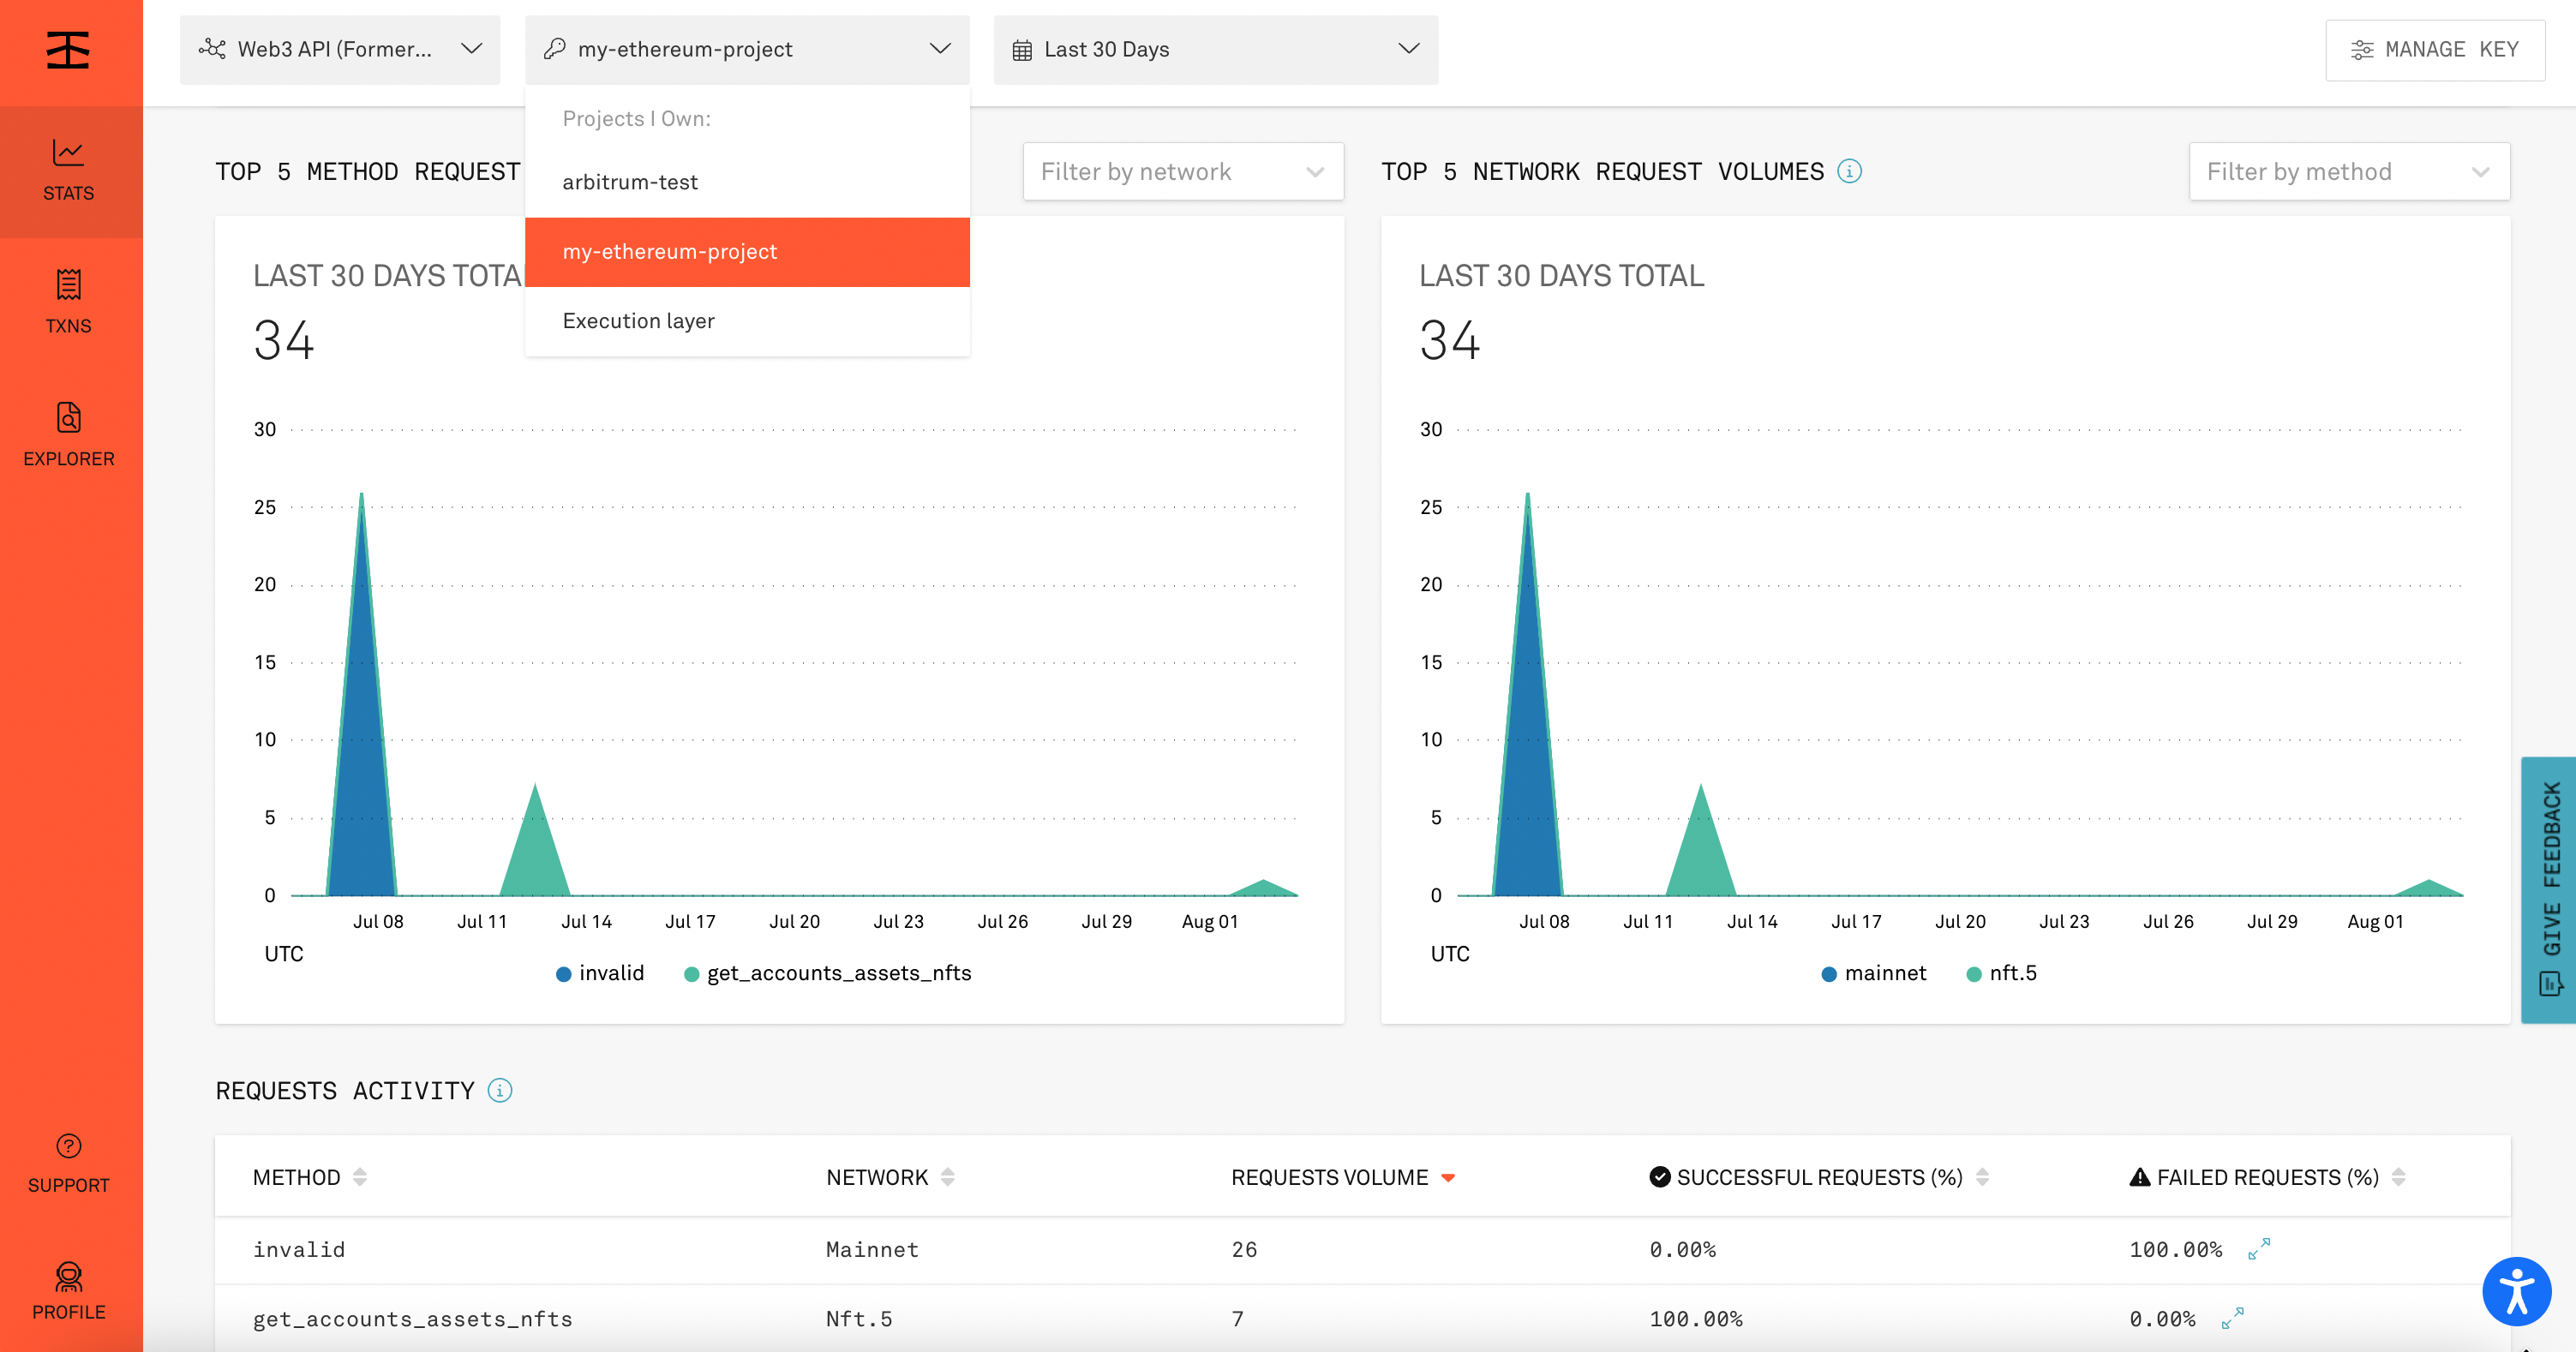 Web3 API (Former...
my-ethereum-project
Last 30 Days
MANAGE KEY
Projects I Own:
arbitrum-test
my-ethereum-project
Execution layer
STATS
TXNS
EXPLORER
SUPPORT
PROFILE
TOP 5 METHOD REQUEST
Filter by network
LAST 30 DAYS TOTAL
34
30
25
20
15
10
5
0
Jul 08 Jul 11 Jul 14 Jul 17 Jul 20 Jul 23 Jul 26 Jul 29 Aug 01
UTC
invalid get_accounts_assets_nfts
TOP 5 NETWORK REQUEST VOLUMES
Filter by method
LAST 30 DAYS TOTAL
34
30
25
20
15
10
5
0
Jul 08 Jul 11 Jul 14 Jul 17 Jul 20 Jul 23 Jul 26 Jul 29 Aug 01
UTC
mainnet nft.5
GIVE FEEDBACK
REQUESTS ACTIVITY
METHOD NETWORK REQUESTS VOLUME SUCCESSFUL REQUESTS (%) FAILED REQUESTS (%)
invalid Mainnet 26 0.00% 100.00%
get_accounts_assets_nfts Nft.5 7 100.00% 0.00%